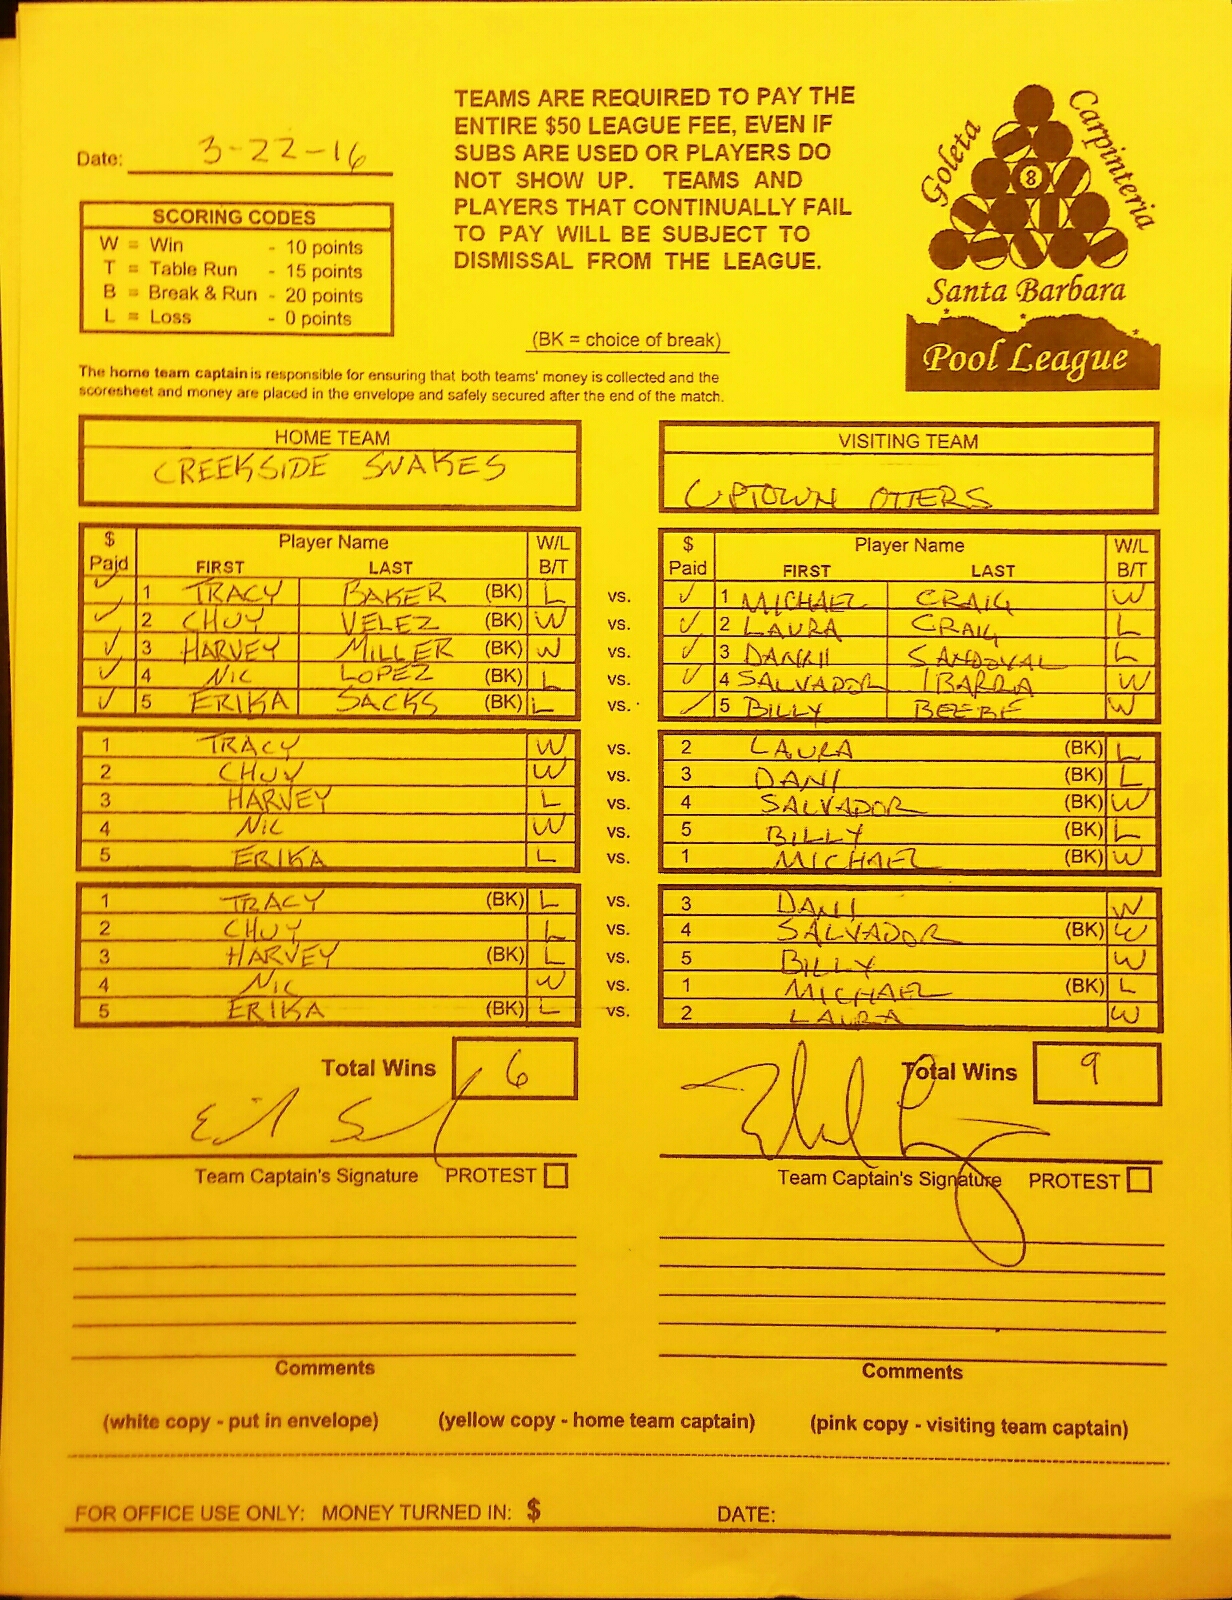 TEAMS ARE REQUIRED TO PAY THE
ENTIRE $50 LEAGUE FEE, EVEN IF
SUBS ARE USED OR PLAYERS DO
NOT SHOW UP. TEAMS AND
PLAYERS THAT CONTINUALLY FAIL
TO PAY WILL BE SUBJECT TO
DISMISSAL FROM THE LEAGUE.
Goleta
Carpinteria
8
Santa Barbara
Pool League
Date: 3-22-16
SCORING CODES
W = Win - 10 points
T = Table Run - 15 points
B = Break & Run - 20 points
L = Loss - 0 points
(BK = choice of break)
The home team captain is responsible for ensuring that both teams' money is collected and the
scoresheet and money are placed in the envelope and safely secured after the end of the match.
HOME TEAM VISITING TEAM
CREEKSIDE SNAKES UPTOWN OTTERS
$ Player Name W/L $ Player Name W/L
Paid FIRST LAST B/T Paid FIRST LAST B/T
✓ 1 TRACY BAKER (BK) L vs. ✓ 1 MICHAEL CRAIG W
✓ 2 CHUY VELEZ (BK) W vs. ✓ 2 LAURA CRAIG L
✓ 3 HARVEY MILLER (BK) W vs. ✓ 3 SANDOVAL L
✓ 4 NIC LOPEZ (BK) L vs. ✓ 4 SALVADOR IBARRA W
✓ 5 ERIKA SACKS (BK) L vs. ✓ 5 BILLY BEEBE W
1 TRACY W vs. 2 LAURA (BK) L
2 CHUY W vs. 3 DANI (BK) L
3 HARVEY L vs. 4 SALVADOR (BK) W
4 NIC W vs. 5 BILLY (BK) L
5 ERIKA L vs. 1 MICHAEL (BK) W
1 TRACY (BK) L vs. 3 DANI W
2 CHUY L vs. 4 SALVADOR (BK) W
3 HARVEY (BK) L vs. 5 BILLY W
4 NIC W vs. 1 MICHAEL (BK) L
5 ERIKA (BK) L vs. 2 LAURA W
Total Wins 6 Total Wins 9
Team Captain's Signature PROTEST Team Captain's Signature PROTEST
Comments Comments
(white copy - put in envelope) (yellow copy - home team captain) (pink copy - visiting team captain)
FOR OFFICE USE ONLY: MONEY TURNED IN: $ DATE: